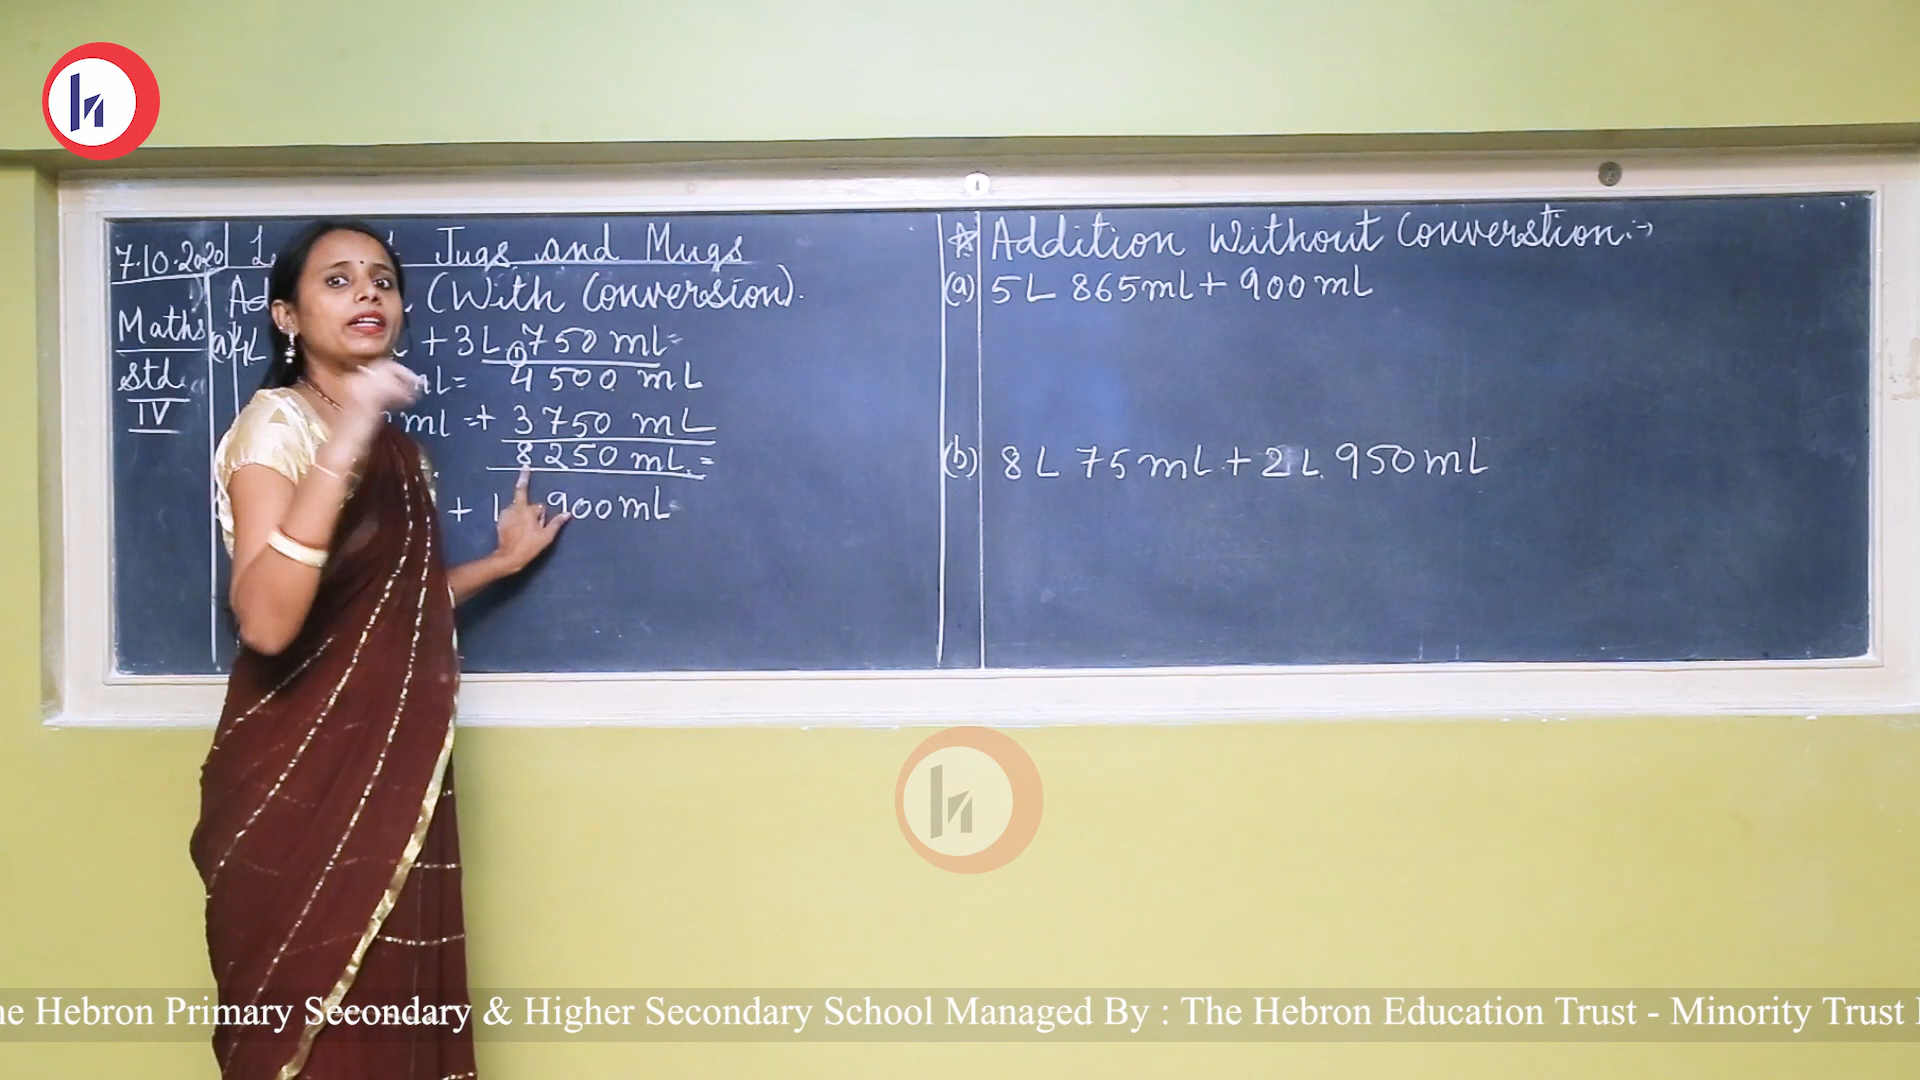 7.10.2020
Jugs and Mugs
(With Conversion).
Maths
Std.
IV
(a) 4L + 3L 750 ml=
1
mL= 4500 mL
ml =+ 3750 mL
8250 mL.=
+ 1 900mL
Addition Without Converstion:-
(a) 5L 865ml + 900mL
(b) 8L 75ml + 2L 950mL
he Hebron Primary Secondary & Higher Secondary School Managed By : The Hebron Education Trust - Minority Trust